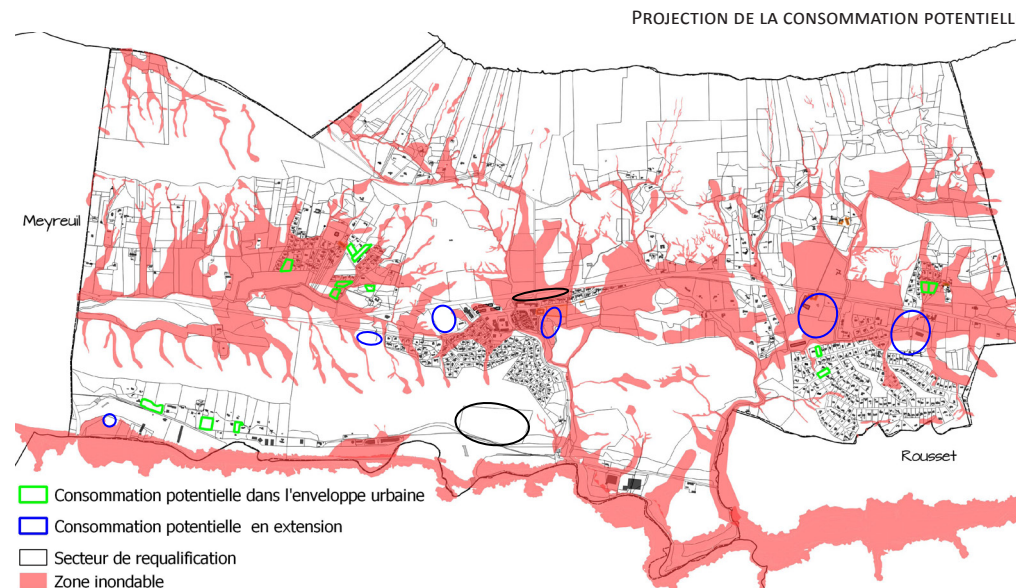 PROJECTION DE LA CONSOMMATION POTENTIELL
Meyreuil
Rousset
Consommation potentielle dans l'enveloppe urbaine
Consommation potentielle en extension
Secteur de requalification
Zone inondable